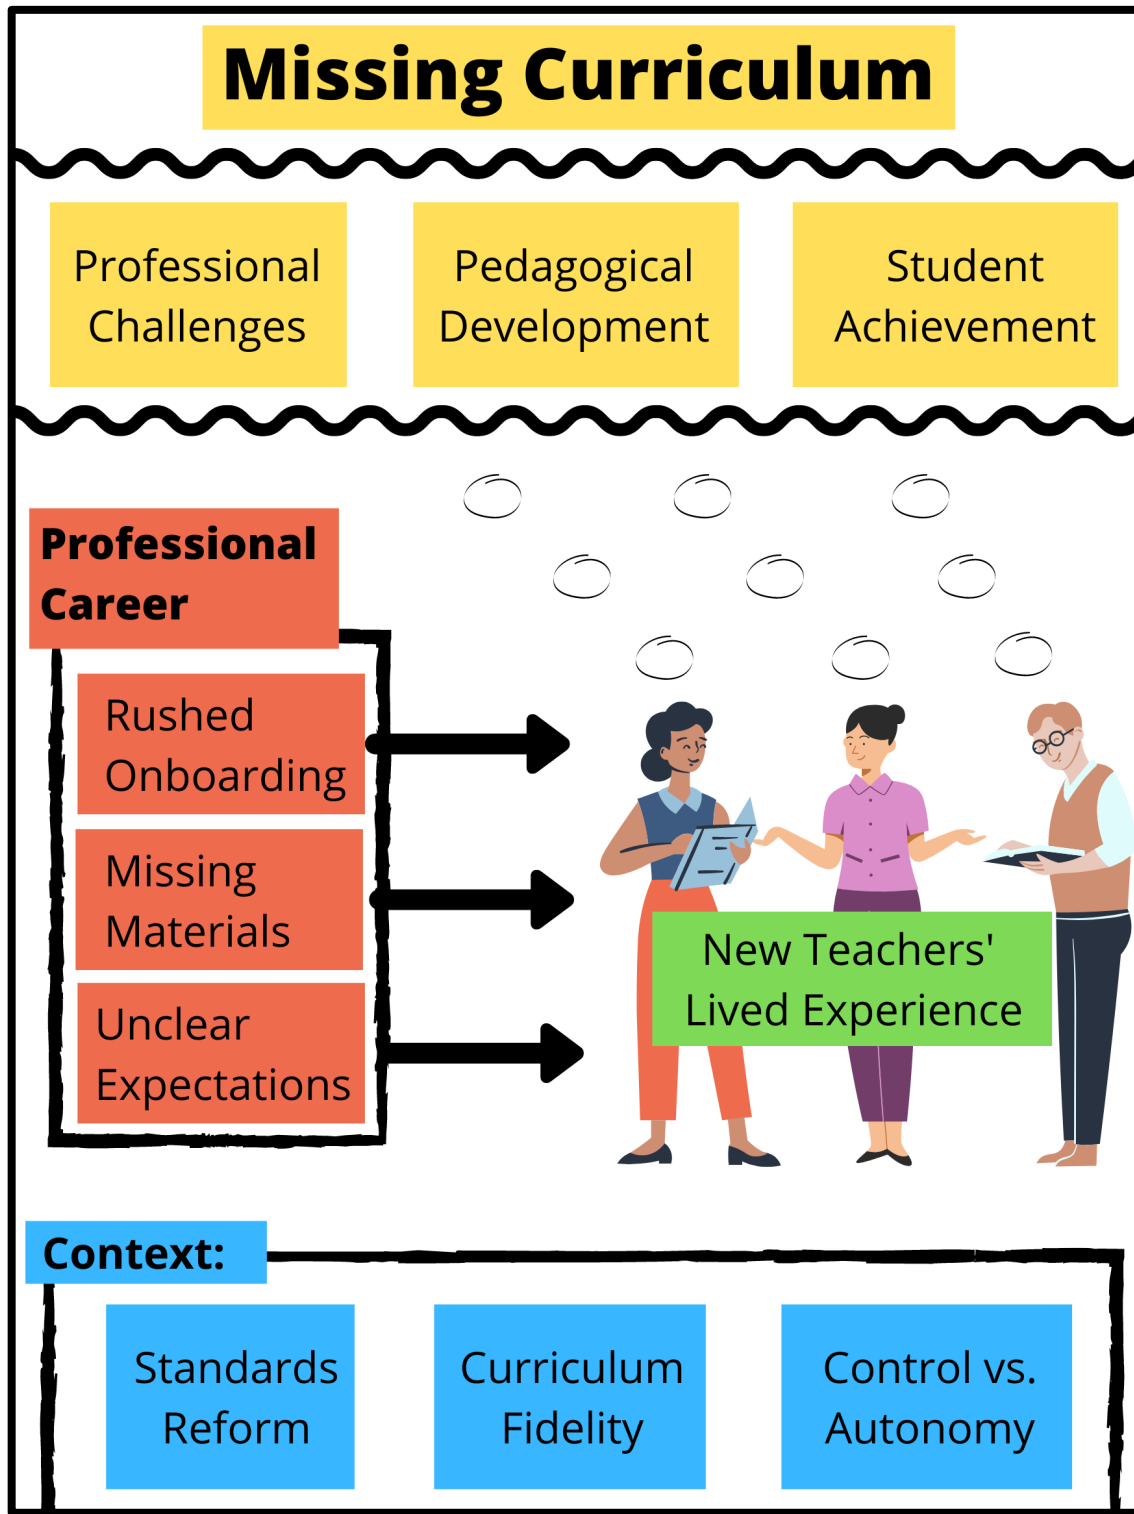 Missing Curriculum
Professional
Challenges
Pedagogical
Development
Student
Achievement
Professional
Career
Rushed
Onboarding
Missing
Materials
Unclear
Expectations
New Teachers'
Lived Experience
Context:
Standards
Reform
Curriculum
Fidelity
Control vs.
Autonomy